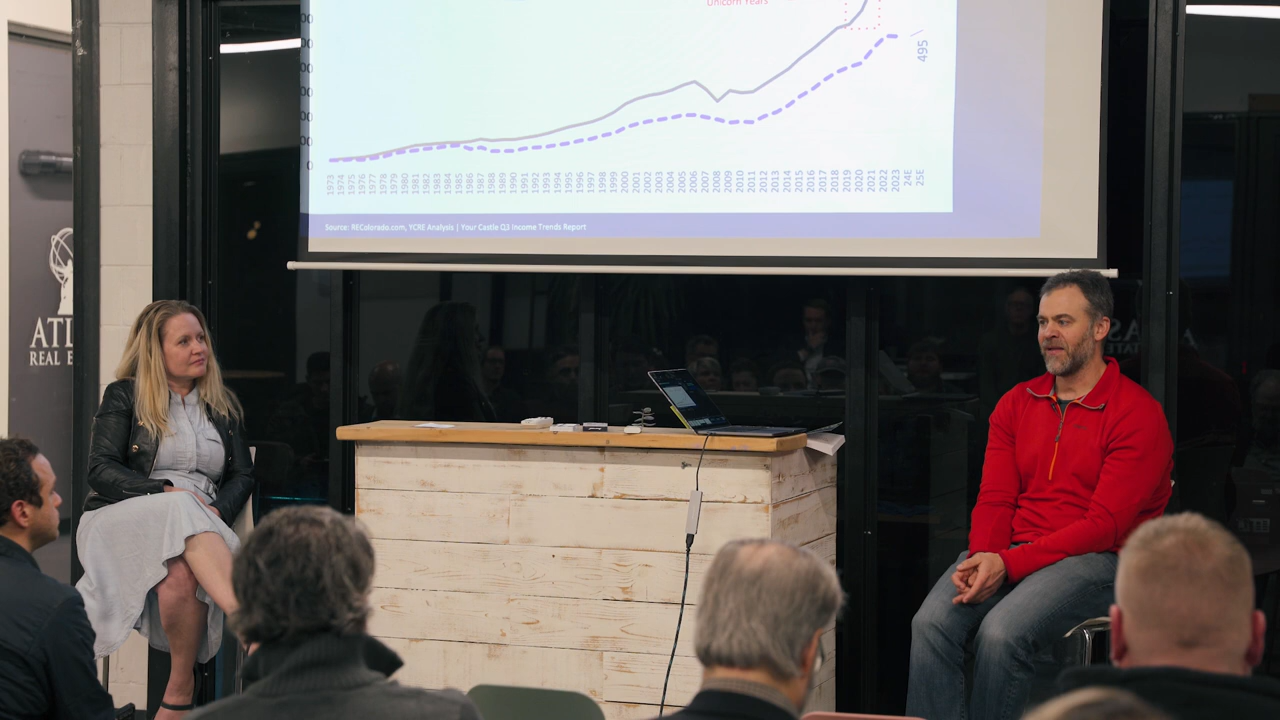 Unicorn Years
495
1973 1974 1975 1976 1977 1978 1979 1980 1981 1982 1983 1984 1985 1986 1987 1988 1989 1990 1991 1992 1993 1994 1995 1996 1997 1998 1999 2000 2001 2002 2003 2004 2005 2006 2007 2008 2009 2010 2011 2012 2013 2014 2015 2016 2017 2018 2019 2020 2021 2022 2023 24E 25E
Source: REColorado.com, YCRE Analysis | Your Castle Q3 Income Trends Report
ATL
REAL E